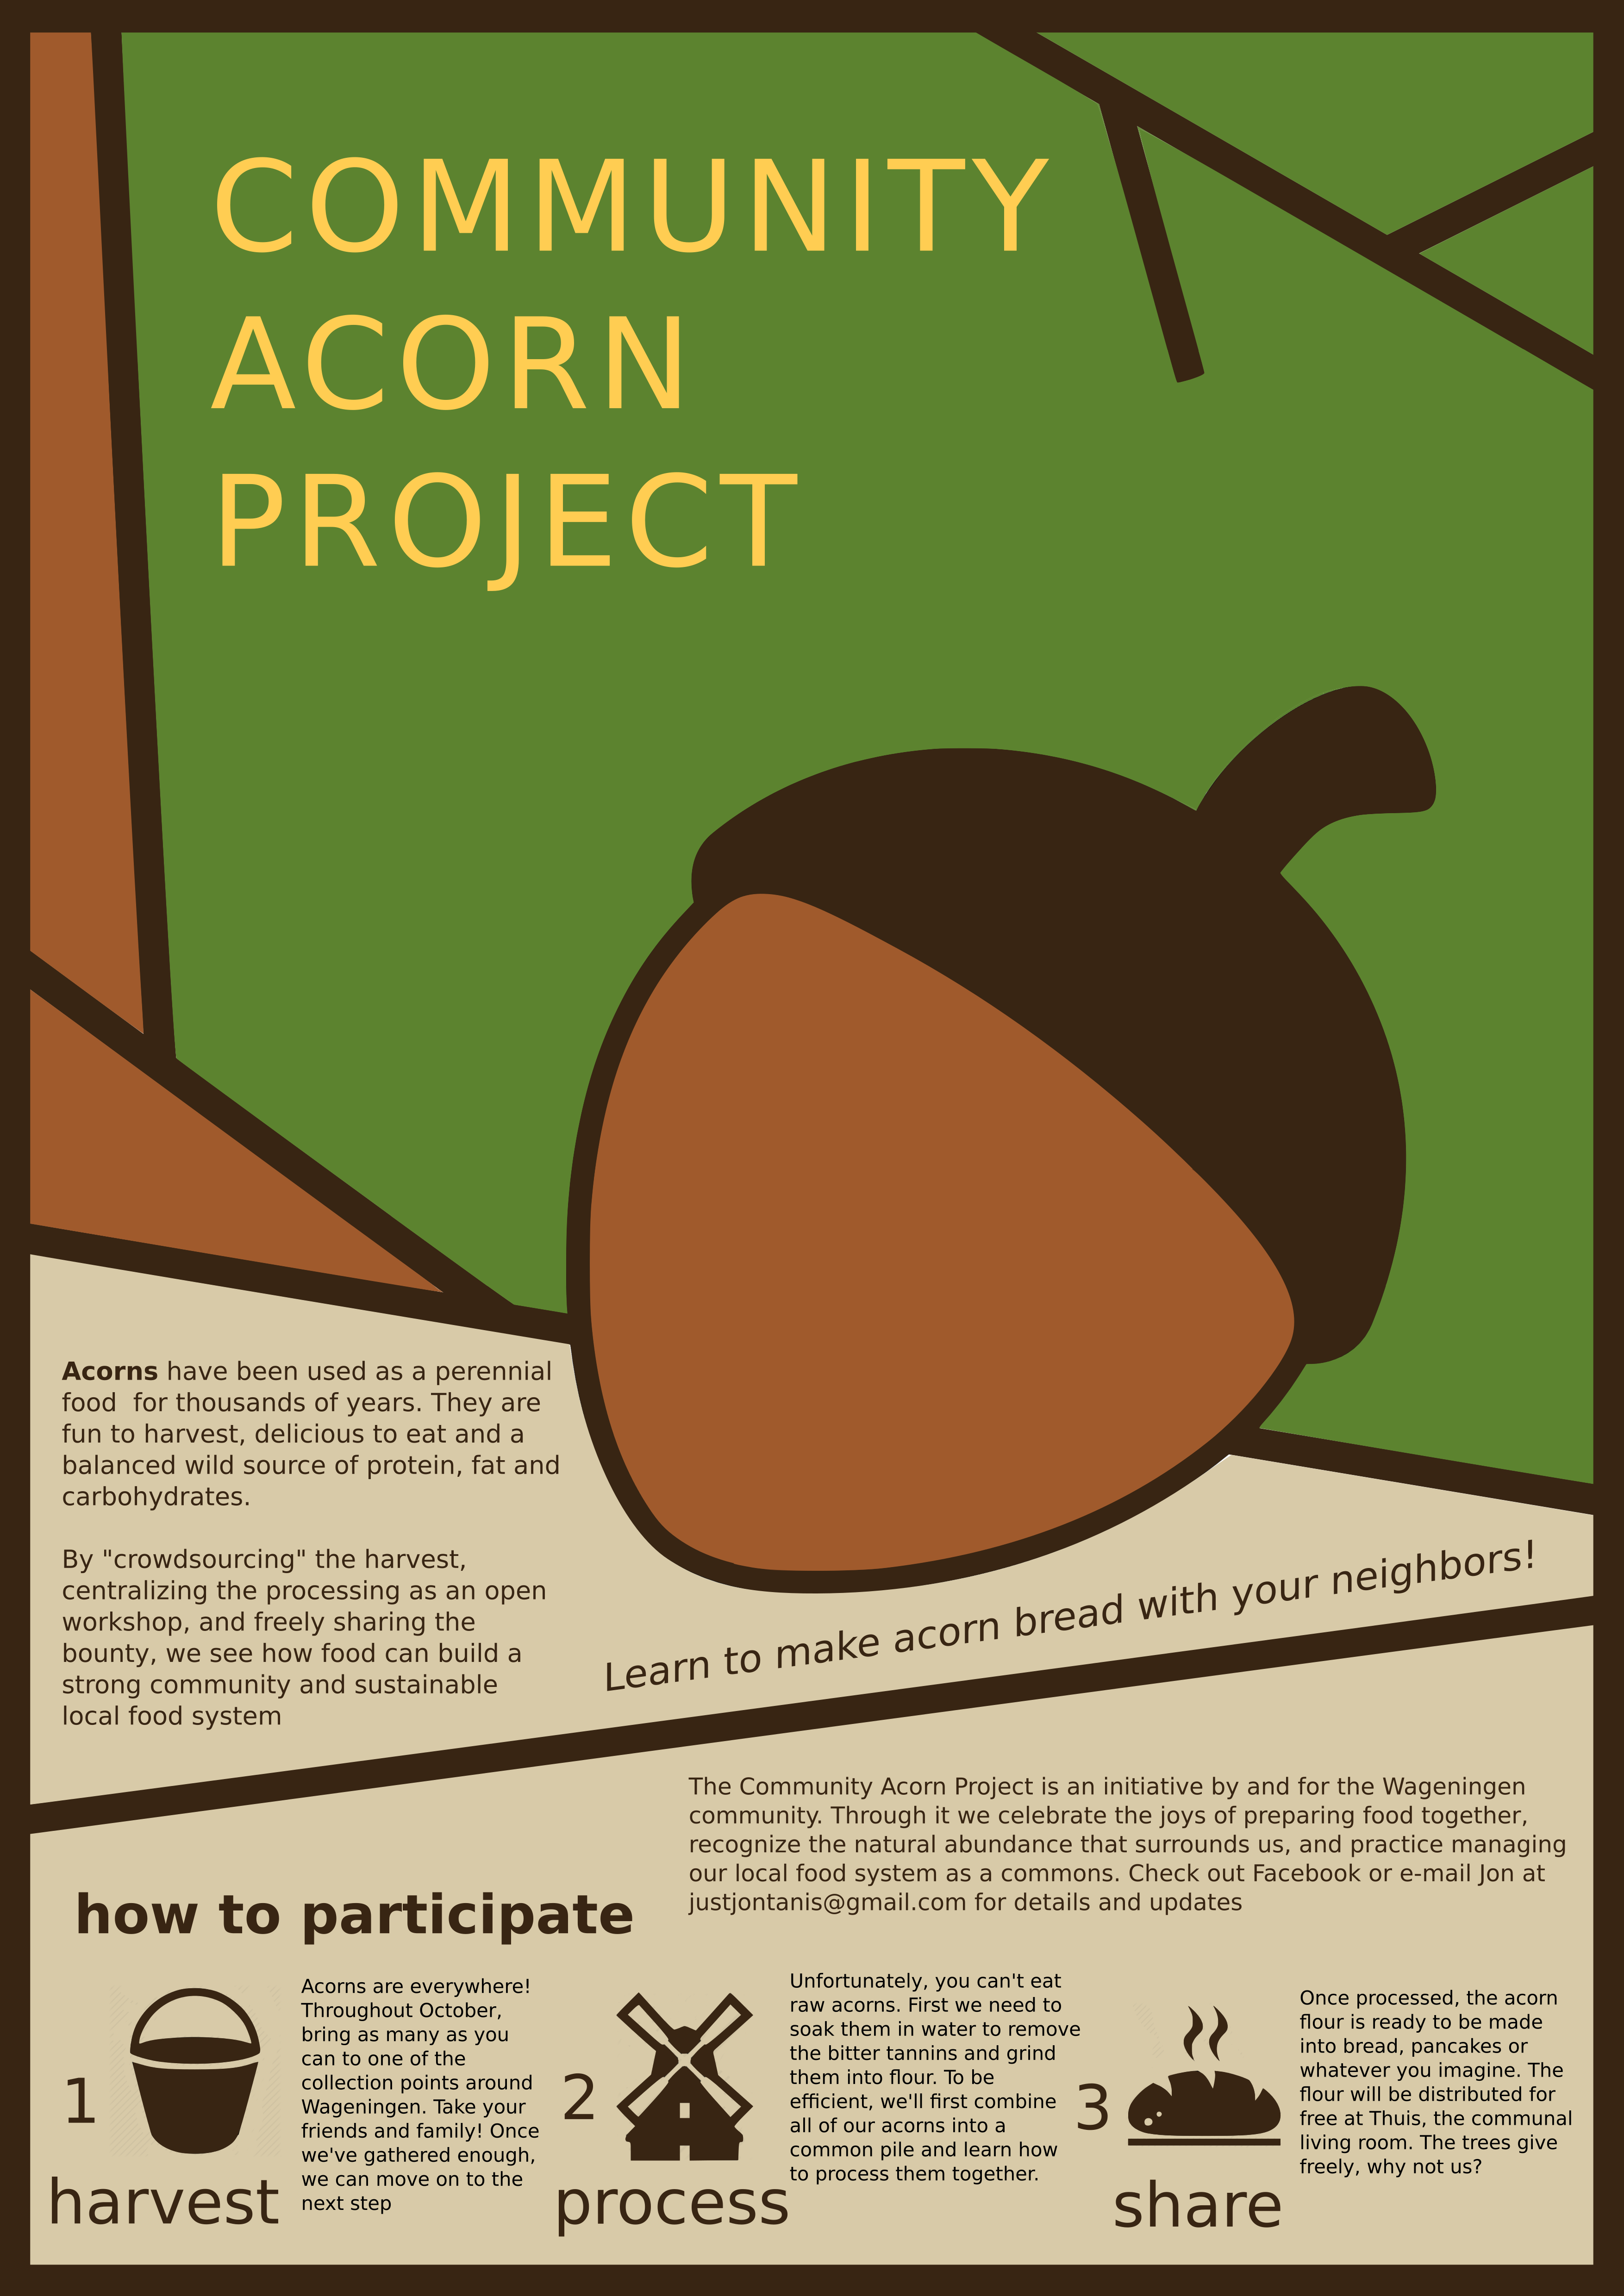 COMMUNITY
ACORN
PROJECT
Acorns have been used as a perennial
food  for thousands of years. They are
fun to harvest, delicious to eat and a
balanced wild source of protein, fat and
carbohydrates.
By "crowdsourcing" the harvest,
centralizing the processing as an open
workshop, and freely sharing the
bounty, we see how food can build a
strong community and sustainable
local food system
Learn to make acorn bread with your neighbors!
The Community Acorn Project is an initiative by and for the Wageningen
community. Through it we celebrate the joys of preparing food together,
recognize the natural abundance that surrounds us, and practice managing
our local food system as a commons. Check out Facebook or e-mail Jon at
justjontanis@gmail.com for details and updates
how to participate
1
harvest
Acorns are everywhere!
Throughout October,
bring as many as you
can to one of the
collection points around
Wageningen. Take your
friends and family! Once
we've gathered enough,
we can move on to the
next step
2
process
Unfortunately, you can't eat
raw acorns. First we need to
soak them in water to remove
the bitter tannins and grind
them into flour. To be
efficient, we'll first combine
all of our acorns into a
common pile and learn how
to process them together.
3
share
Once processed, the acorn
flour is ready to be made
into bread, pancakes or
whatever you imagine. The
flour will be distributed for
free at Thuis, the communal
living room. The trees give
freely, why not us?